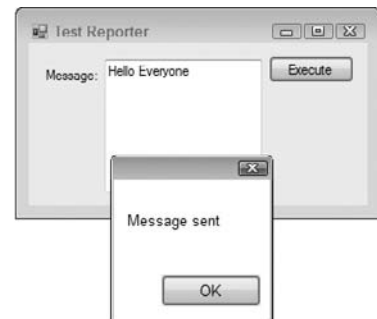 Test Reporter
Message:
Hello Everyone
Execute
Message sent
OK